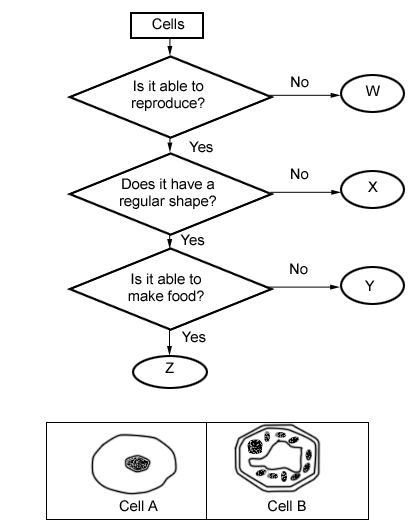 Cells
Is it able to
reproduce?
No
W
Yes
Does it have a
regular shape?
No
X
Yes
Is it able to
make food?
No
Y
Yes
Z
Cell A
Cell B